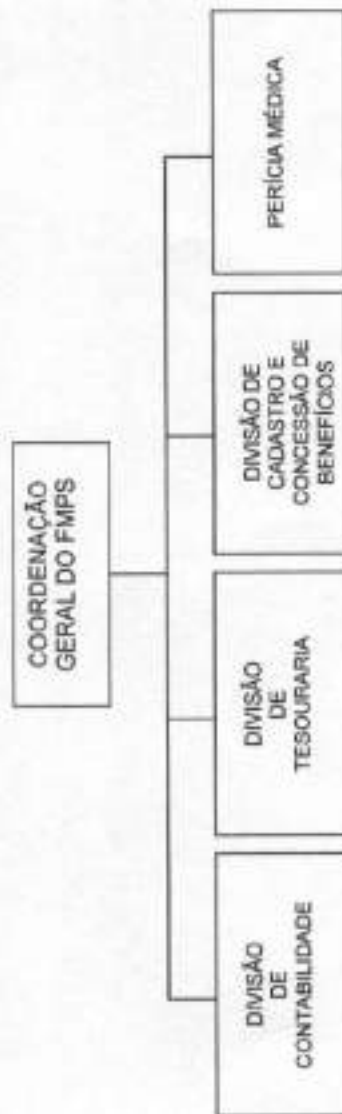 COORDENAÇÃO
GERAL DO FMPS
DIVISÃO
DE
CONTABILIDADE
DIVISÃO
DE
TESOURARIA
DIVISÃO DE
CADASTRO E
CONCESSÃO DE
BENEFÍCIOS
PERÍCIA MÉDICA